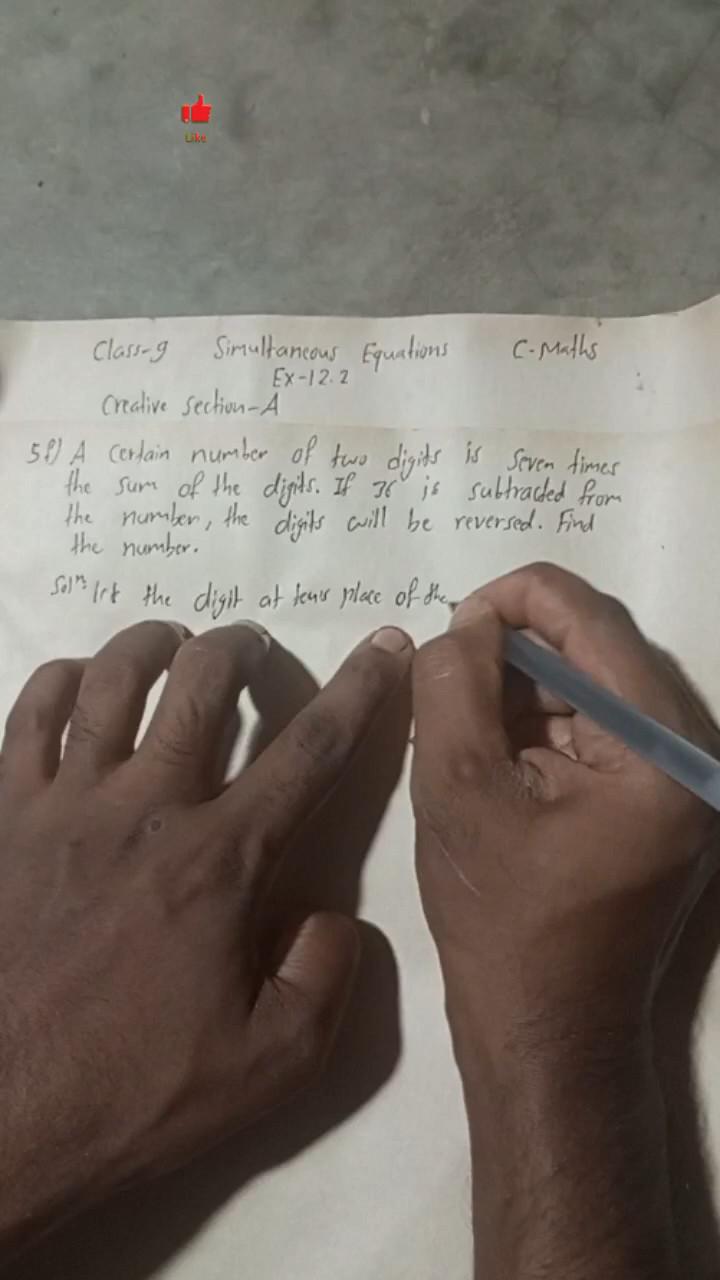 Like
Class-9 Simultaneous Equations C-Maths
Ex-12.2
Creative section-A
5f) A certain number of two digits is seven times
the sum of the digits. If 36 is subtracted from
the number, the digits will be reversed. Find
the number.
Solⁿ: let the digit at ten's place of the